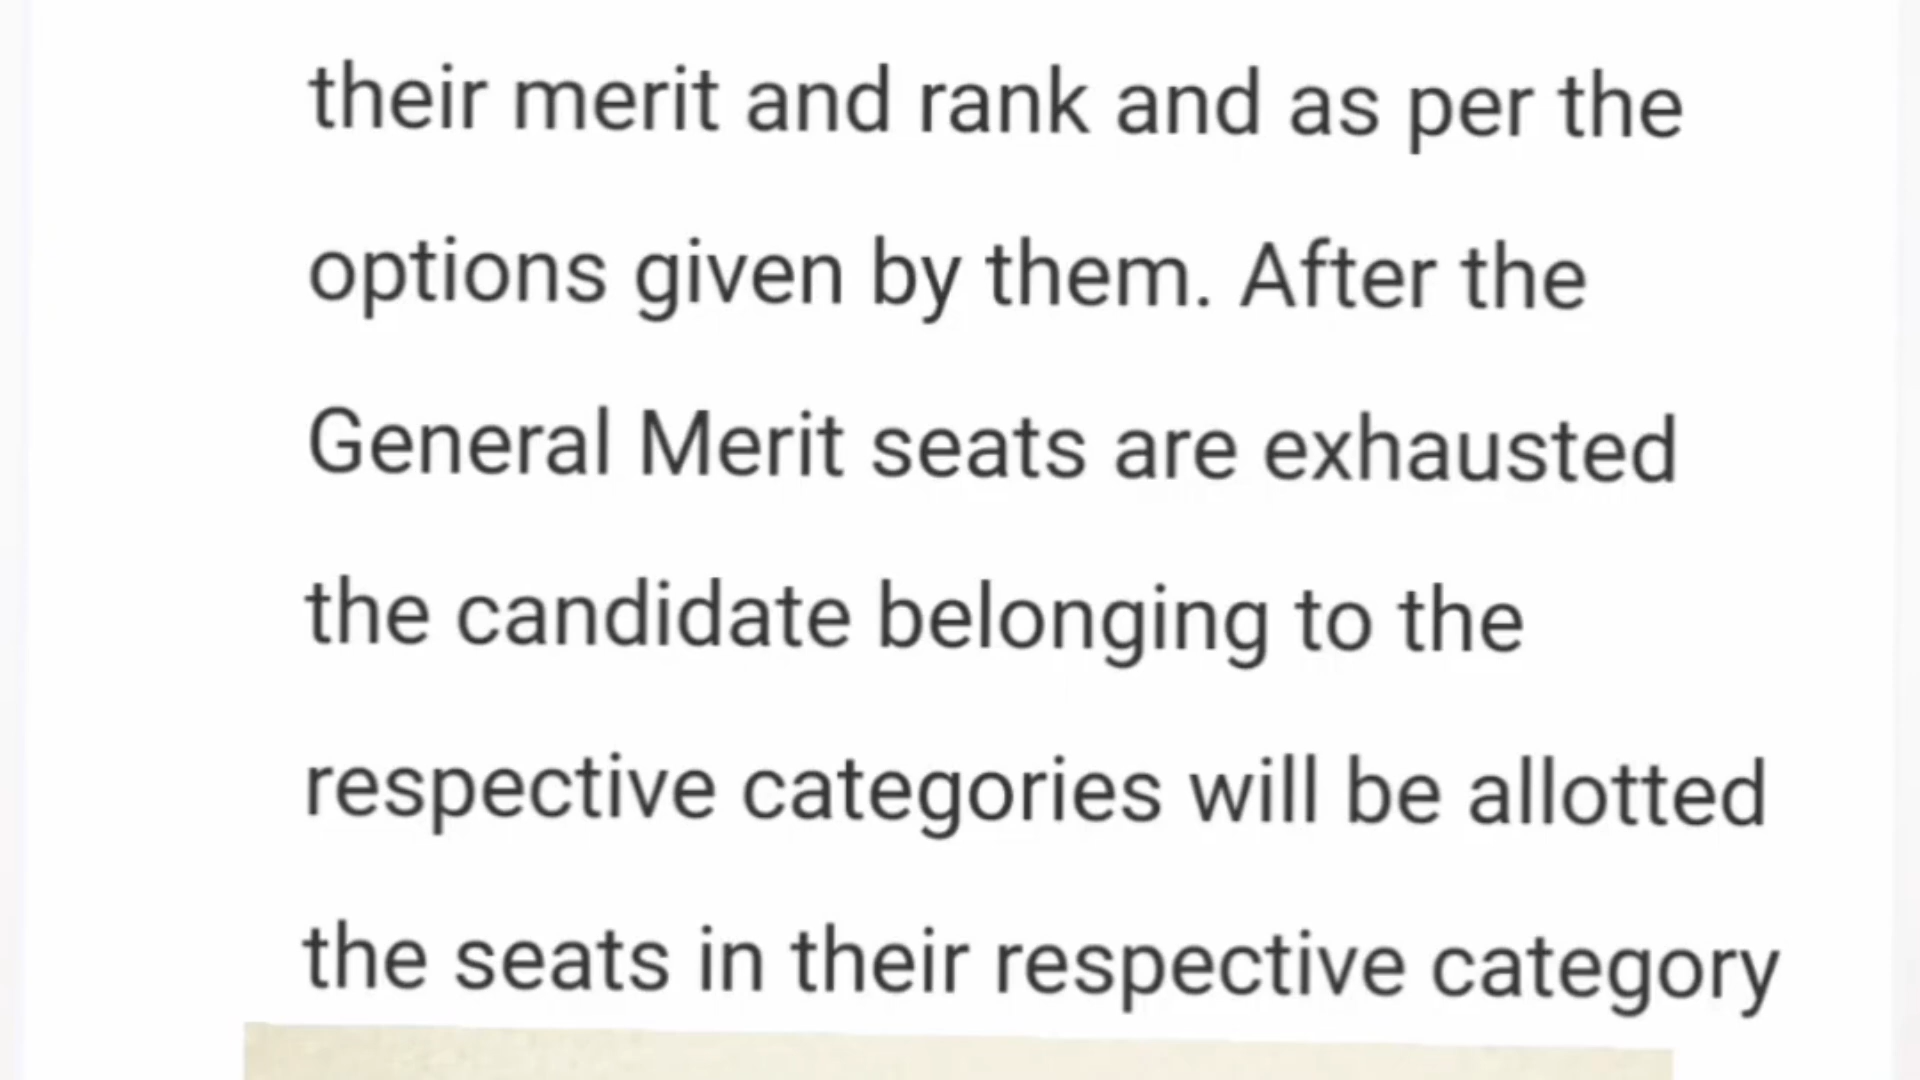 their merit and rank and as per the
options given by them. After the
General Merit seats are exhausted
the candidate belonging to the
respective categories will be allotted
the seats in their respective category